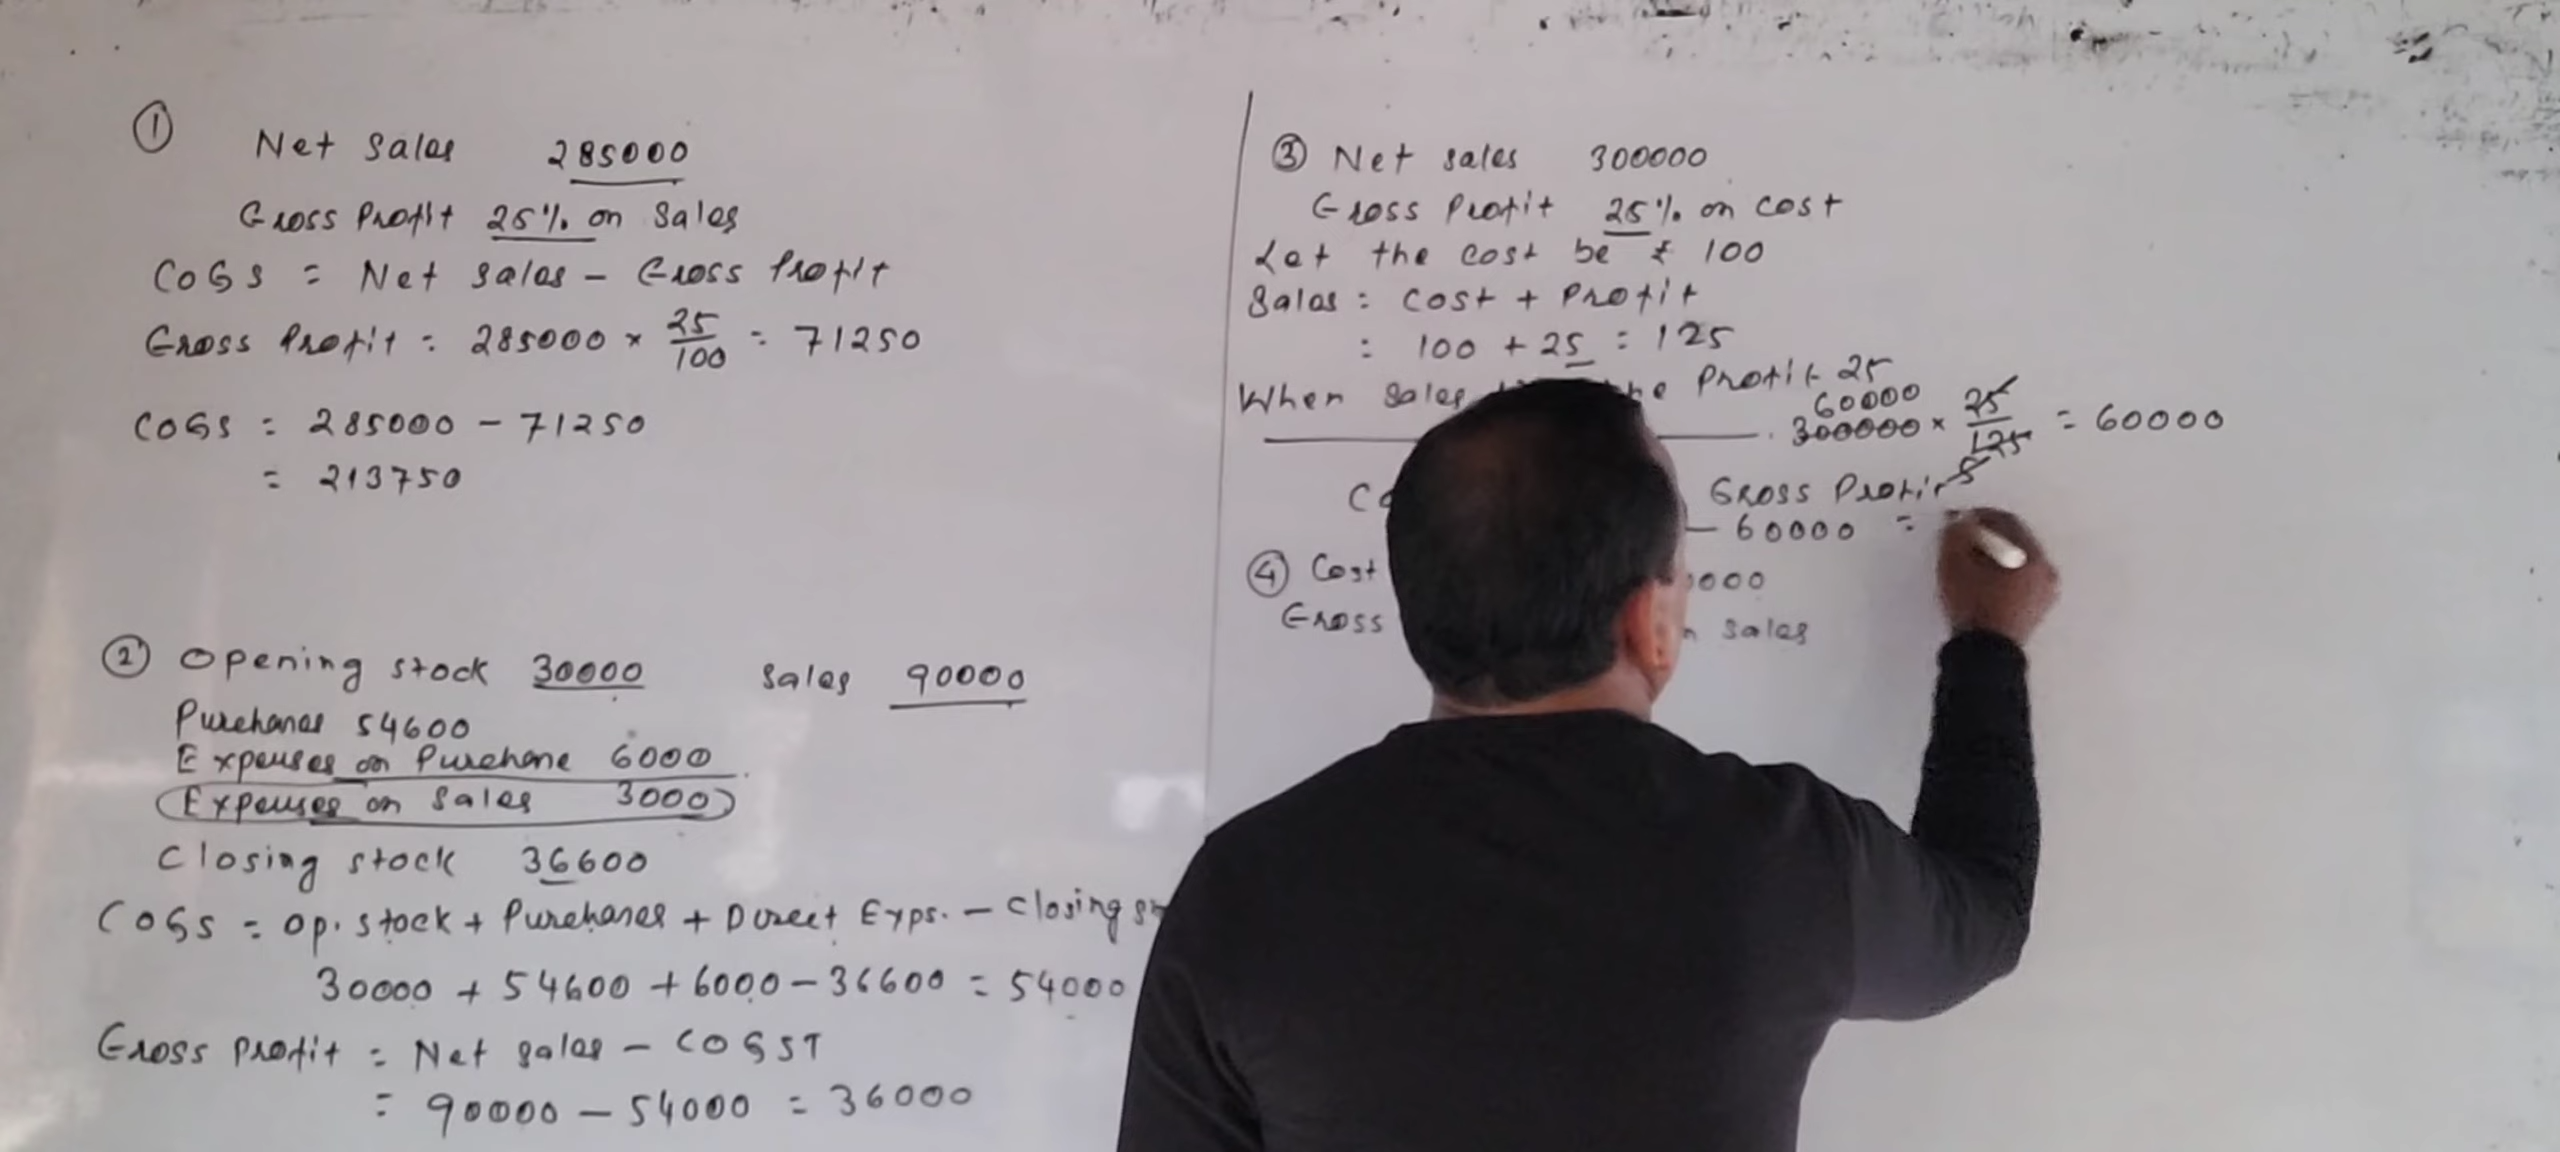 ①
Net Sales 285000
Gross Profit 25% on Sales
COGS = Net Sales - Gross Profit
Gross Profit = 285000 × 25/100 = 71250
COGS = 285000 - 71250
= 213750
② Opening stock 30000 Sales 90000
Purchases 54600
Expenses on Purchase 6000
Expenses on Sales 3000
Closing stock 36600
COGS = Op. stock + Purchases + Direct Exps. - Closing
30000 + 54600 + 6000 - 36600 = 54000
Gross Profit = Net Sales - COGST
= 90000 - 54000 = 36000
③ Net sales 300000
Gross Profit 25% on cost
Let the cost be ₹ 100
Sales = Cost + Profit
= 100 + 25 = 125
When Sales Profit 25
60000
300000 × 25/125 = 60000
5
Gross Profit
- 60000 =
④ Cost 000
Gross Sales